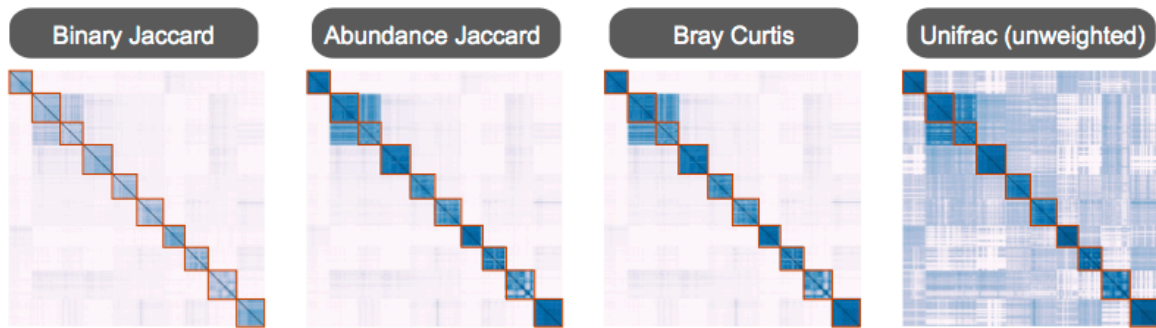 Binary Jaccard
Abundance Jaccard
Bray Curtis
Unifrac (unweighted)